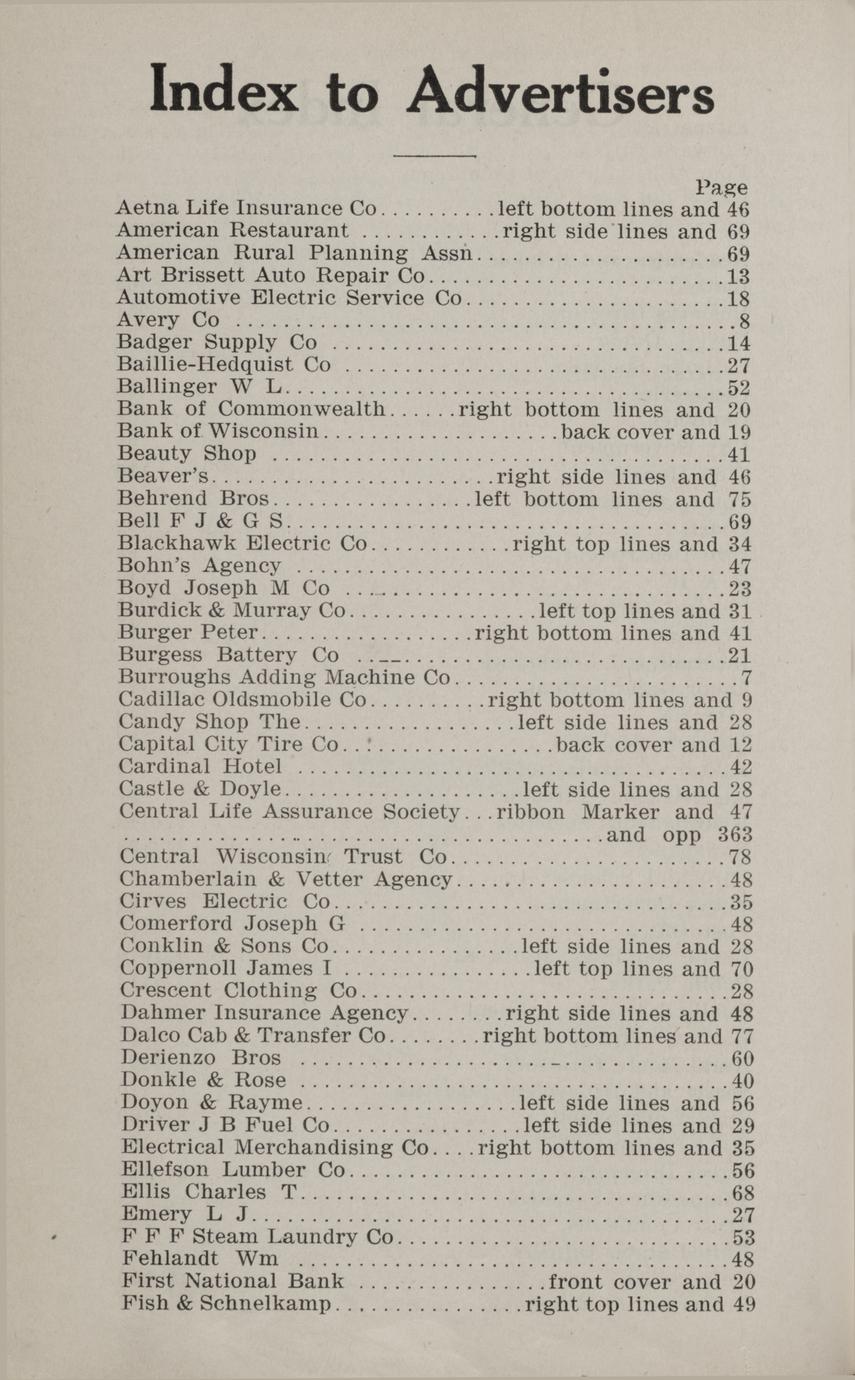 Index to Advertisers
Page
Aetna Life Insurance Co..........left bottom lines and 46
American Restaurant ............right side lines and 69
American Rural Planning Assn.....................69
Art Brissett Auto Repair Co.........................13
Automotive Electric Service Co......................18
Avery Co ..........................................8
Badger Supply Co .................................14
Baillie-Hedquist Co ................................27
Ballinger W L.....................................52
Bank of Commonwealth......right bottom lines and 20
Bank of Wisconsin....................back cover and 19
Beauty Shop ......................................41
Beaver's........................right side lines and 46
Behrend Bros.................left bottom lines and 75
Bell F J & G S.....................................69
Blackhawk Electric Co............right top lines and 34
Bohn's Agency ....................................47
Boyd Joseph M Co ................................23
Burdick & Murray Co................left top lines and 31
Burger Peter..................right bottom lines and 41
Burgess Battery Co ...............................21
Burroughs Adding Machine Co........................7
Cadillac Oldsmobile Co..........right bottom lines and 9
Candy Shop The..................left side lines and 28
Capital City Tire Co..................back cover and 12
Cardinal Hotel ....................................42
Castle & Doyle....................left side lines and 28
Central Life Assurance Society...ribbon Marker and 47
........................................and opp 363
Central Wisconsin Trust Co.......................78
Chamberlain & Vetter Agency.......................48
Cirves Electric Co.................................35
Comerford Joseph G ...............................48
Conklin & Sons Co................left side lines and 28
Coppernoll James I ................left top lines and 70
Crescent Clothing Co...............................28
Dahmer Insurance Agency........right side lines and 48
Dalco Cab & Transfer Co........right bottom lines and 77
Derienzo Bros ....................................60
Donkle & Rose ....................................40
Doyon & Rayme..................left side lines and 56
Driver J B Fuel Co................left side lines and 29
Electrical Merchandising Co....right bottom lines and 35
Ellefson Lumber Co................................56
Ellis Charles T....................................68
Emery L J........................................27
F F F Steam Laundry Co............................53
Fehlandt Wm ....................................48
First National Bank ................front cover and 20
Fish & Schnelkamp................right top lines and 49